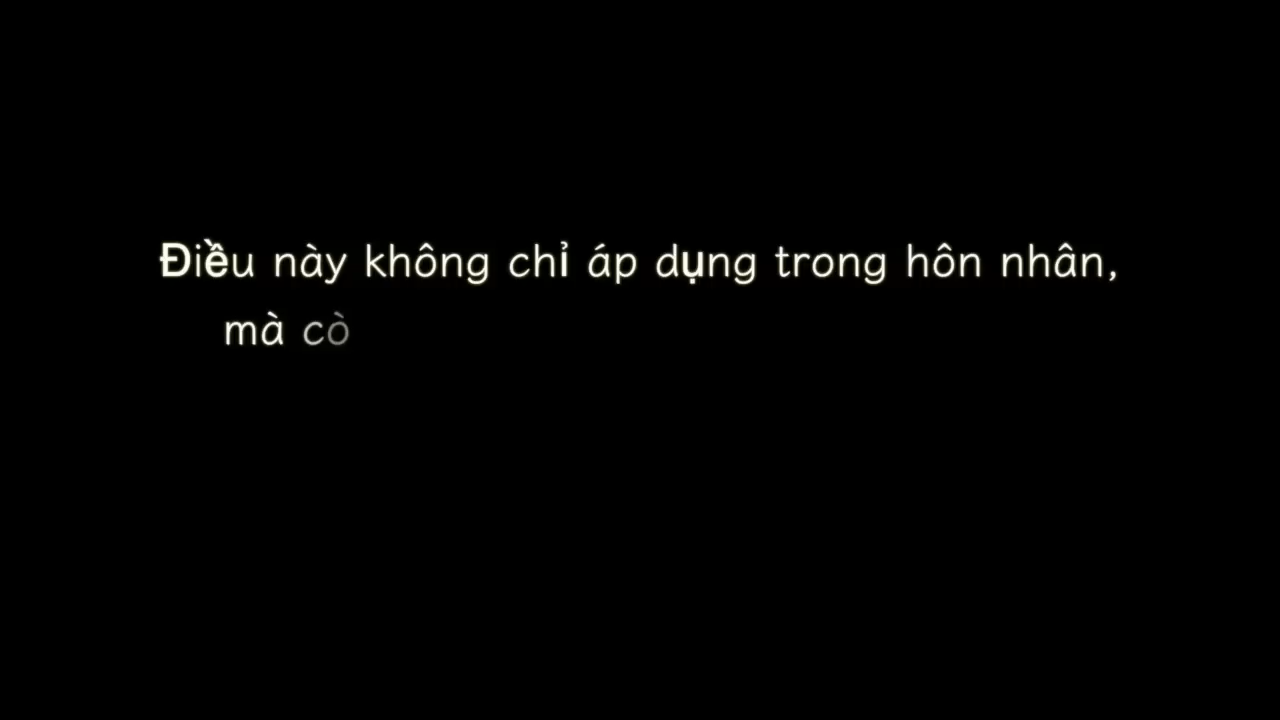 Điều này không chỉ áp dụng trong hôn nhân,
mà cò